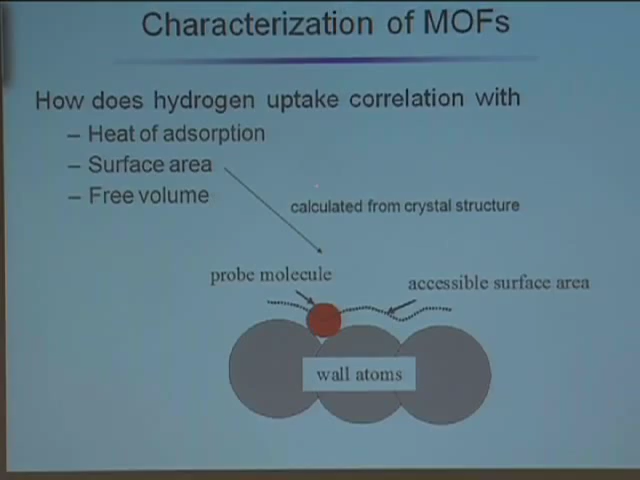 Characterization of MOFs
How does hydrogen uptake correlation with
– Heat of adsorption
– Surface area
– Free volume
calculated from crystal structure
probe molecule
accessible surface area
wall atoms